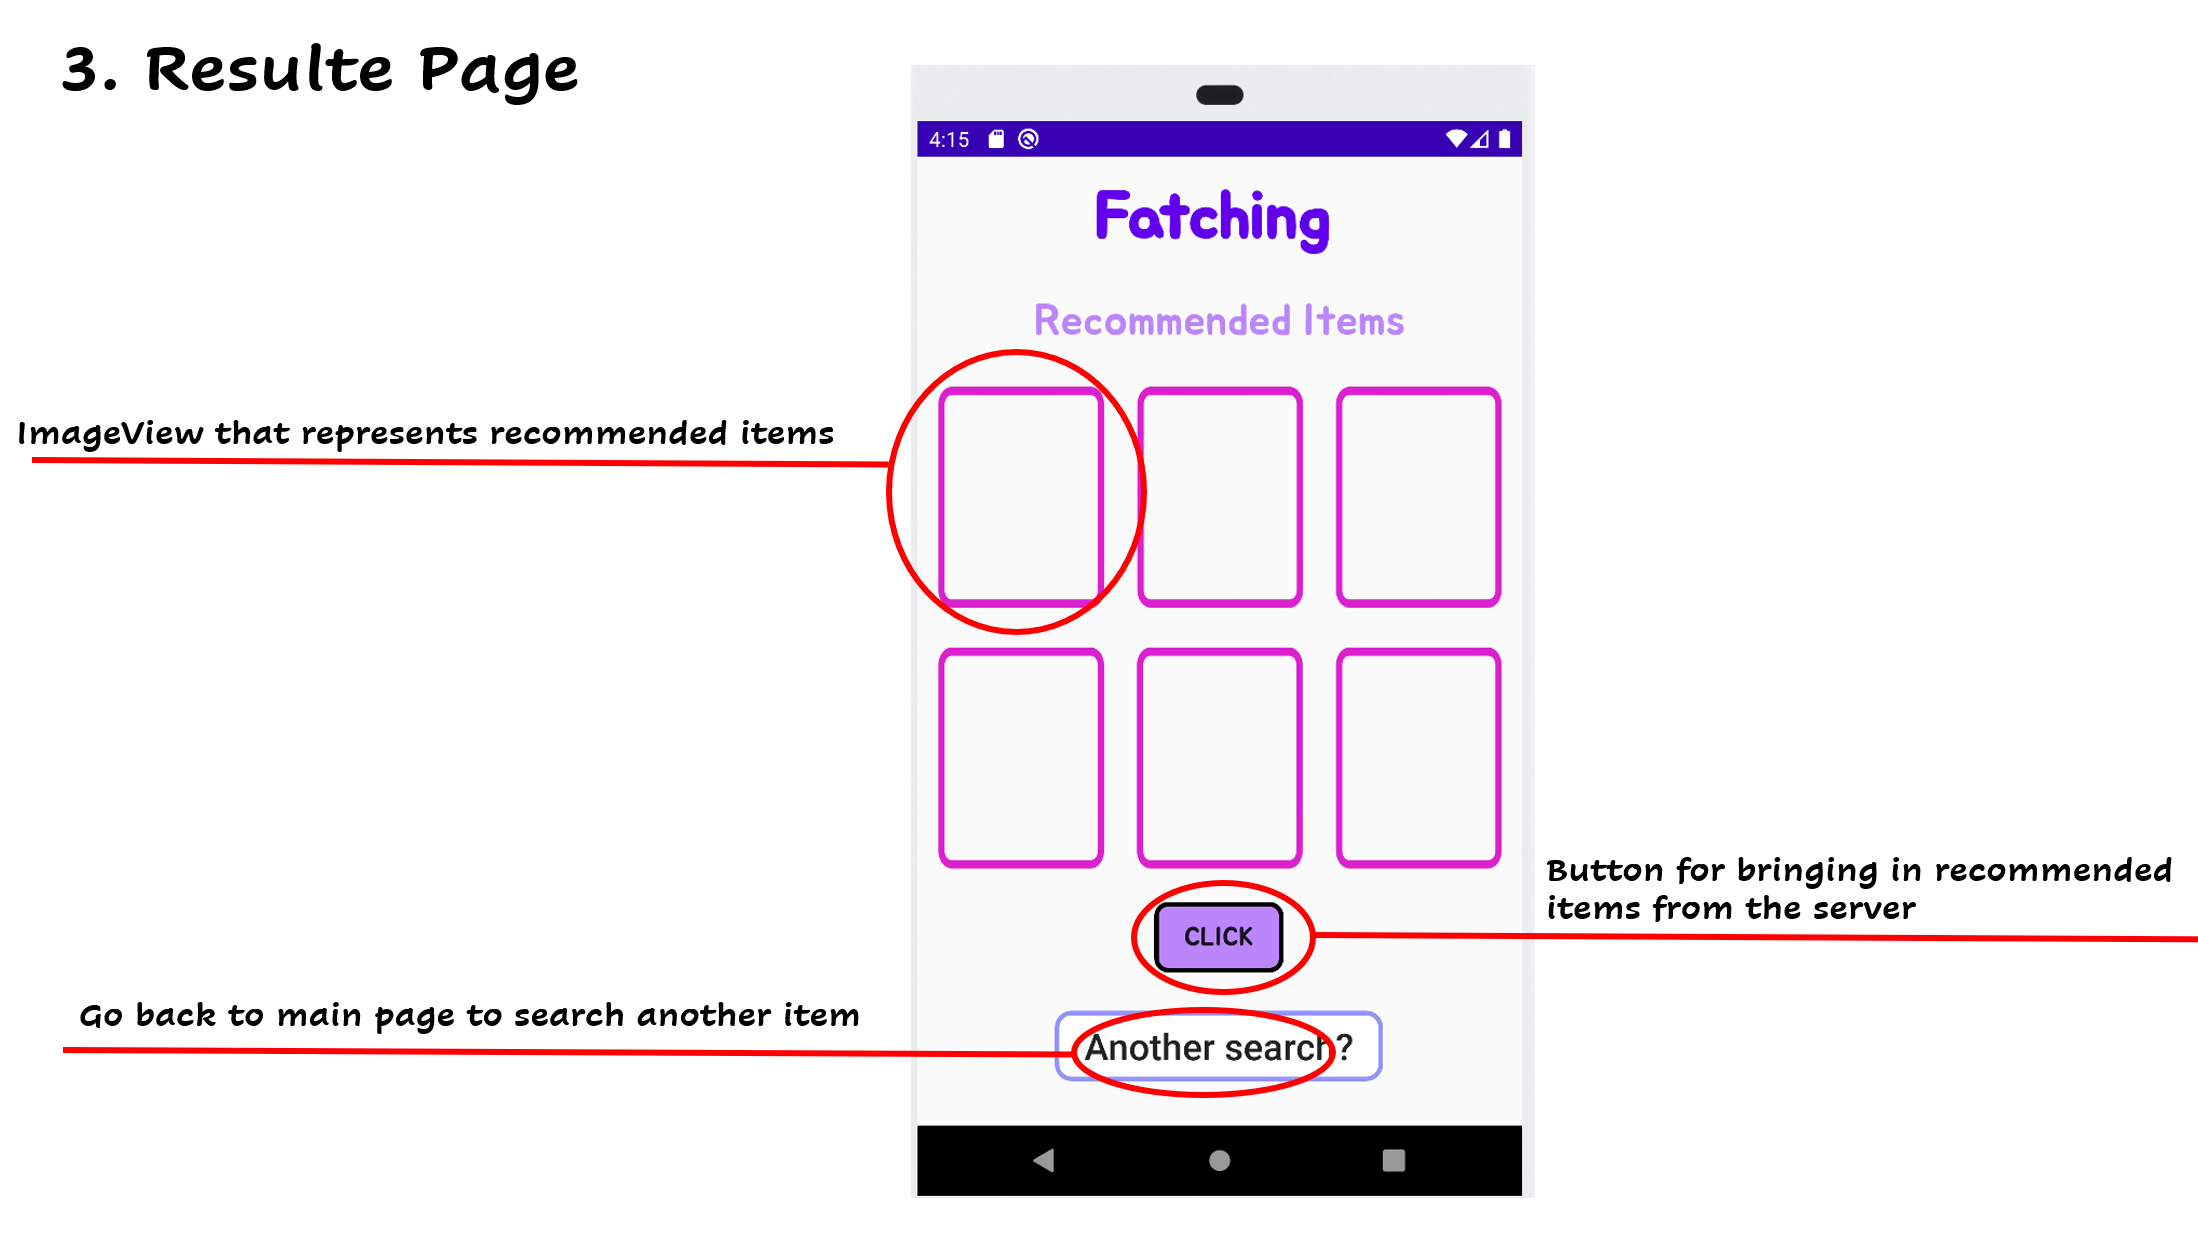 3. Resulte Page
4:15
Fatching
Recommended Items
ImageView that represents recommended items
Button for bringing in recommended
items from the server
CLICK
Go back to main page to search another item
Another search?